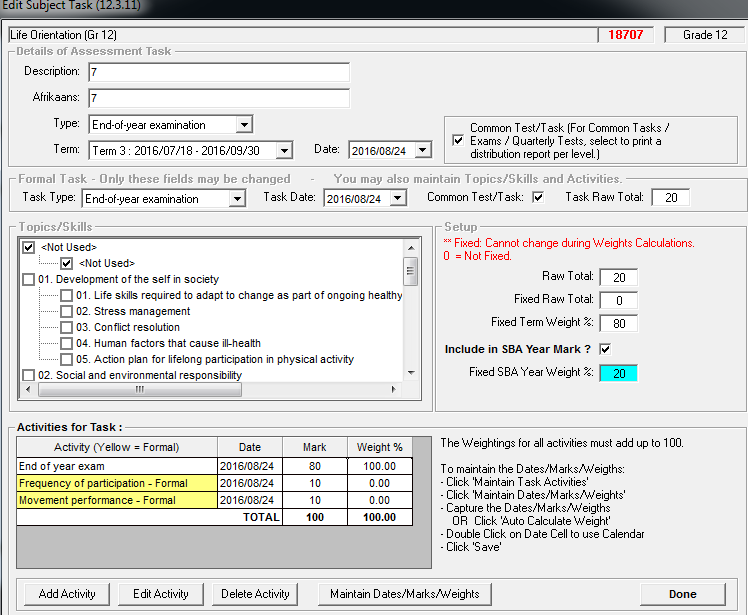 Edit Subject Task (12.3.11)
Life Orientation (Gr 12) 18707 Grade 12
Details of Assessment Task
Description: 7
Afrikaans: 7
Type: End-of-year examination
Common Test/Task (For Common Tasks /
Exams / Quarterly Tests, select to print a
distribution report per level.)
Term: Term 3 : 2016/07/18 - 2016/09/30 Date: 2016/08/24
Formal Task - Only these fields may be changed - You may also maintain Topics/Skills and Activities.
Task Type: End-of-year examination Task Date: 2016/08/24 Common Test/Task: Task Raw Total: 20
Topics/Skills
<Not Used>
<Not Used>
01. Development of the self in society
01. Life skills required to adapt to change as part of ongoing healthy
02. Stress management
03. Conflict resolution
04. Human factors that cause ill-health
05. Action plan for lifelong participation in physical activity
02. Social and environmental responsibility
Setup
** Fixed: Cannot change during Weights Calculations.
0 = Not Fixed.
Raw Total: 20
Fixed Raw Total: 0
Fixed Term Weight %: 80
Include in SBA Year Mark ?
Fixed SBA Year Weight %: 20
Activities for Task :
Activity (Yellow = Formal) Date Mark Weight %
End of year exam 2016/08/24 80 100.00
Frequency of participation - Formal 2016/08/24 10 0.00
Movement performance - Formal 2016/08/24 10 0.00
TOTAL 100 100.00
The Weightings for all activities must add up to 100.
To maintain the Dates/Marks/Weigths:
- Click 'Maintain Task Activities'
- Click 'Maintain Dates/Marks/Weights'
- Capture the Dates/Marks/Weigths
OR Click 'Auto Calculate Weight'
- Double Click on Date Cell to use Calendar
- Click 'Save'
Add Activity Edit Activity Delete Activity Maintain Dates/Marks/Weights Done